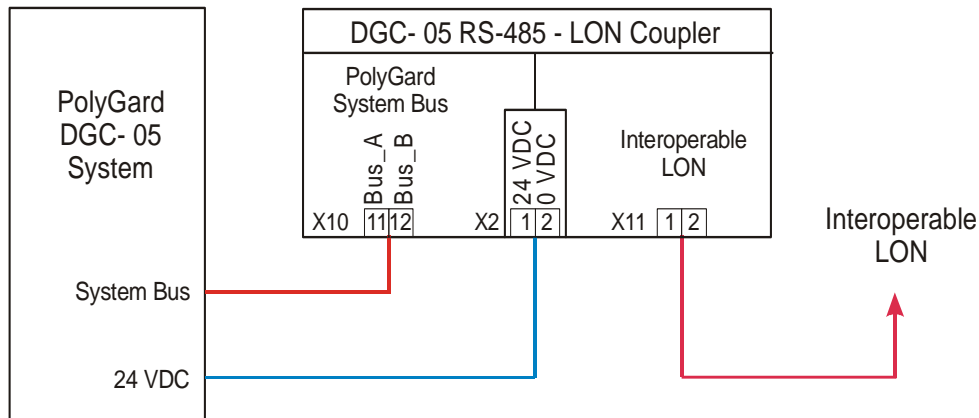 DGC- 05 RS-485 - LON Coupler
PolyGard
DGC- 05
System
PolyGard
System Bus
Bus_A
Bus_B
24 VDC
0 VDC
Interoperable
LON
X10 11 12
X2 1 2
X11 1 2
Interoperable
LON
System Bus
24 VDC